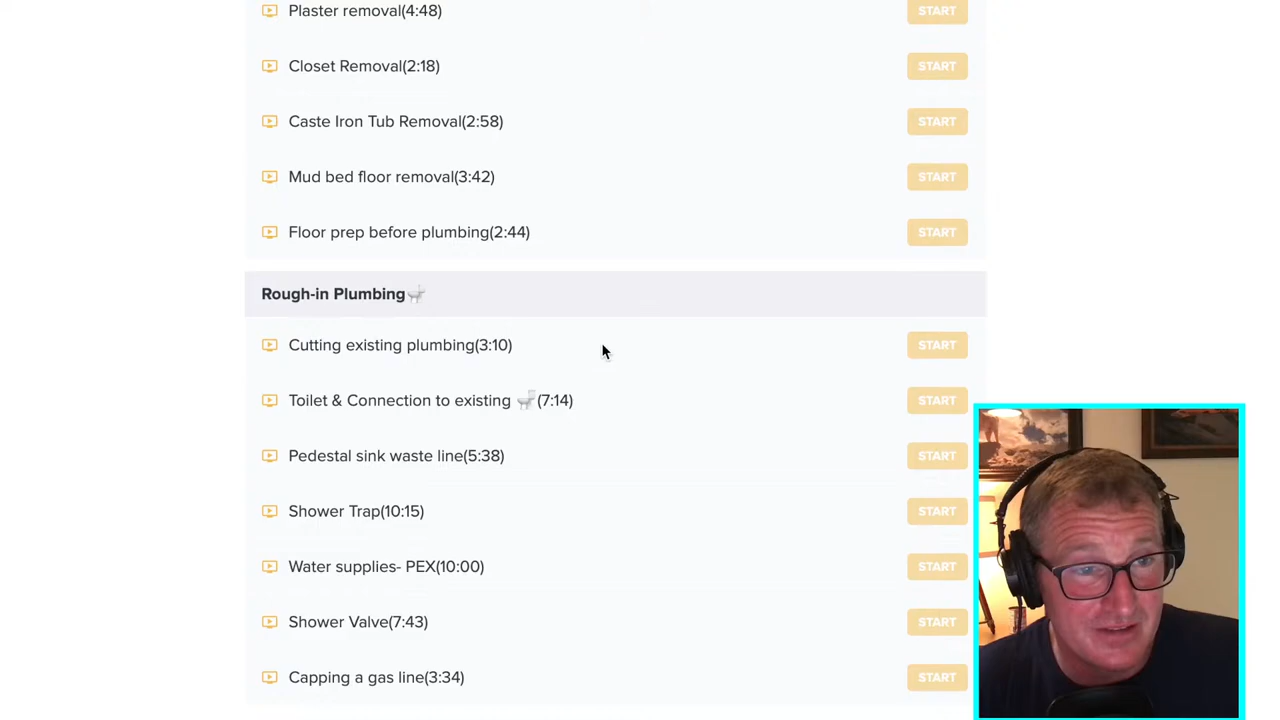 Plaster removal(4:48) START
Closet Removal(2:18) START
Caste Iron Tub Removal(2:58) START
Mud bed floor removal(3:42) START
Floor prep before plumbing(2:44) START
Rough-in Plumbing🚽
Cutting existing plumbing(3:10) START
Toilet & Connection to existing 🚽(7:14) START
Pedestal sink waste line(5:38) START
Shower Trap(10:15) START
Water supplies- PEX(10:00) START
Shower Valve(7:43) START
Capping a gas line(3:34) START